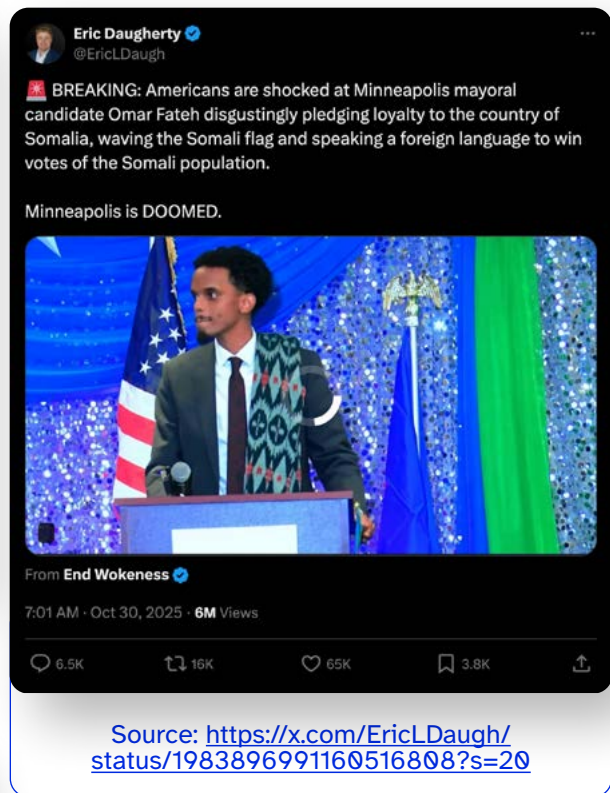 Eric Daugherty
@EricLDaugh
🚨 BREAKING: Americans are shocked at Minneapolis mayoral
candidate Omar Fateh disgustingly pledging loyalty to the country of
Somalia, waving the Somali flag and speaking a foreign language to win
votes of the Somali population.
Minneapolis is DOOMED.
From End Wokeness
7:01 AM · Oct 30, 2025 · 6M Views
6.5K 16K 65K 3.8K
Source: https://x.com/EricLDaugh/
status/1983896991160516808?s=20